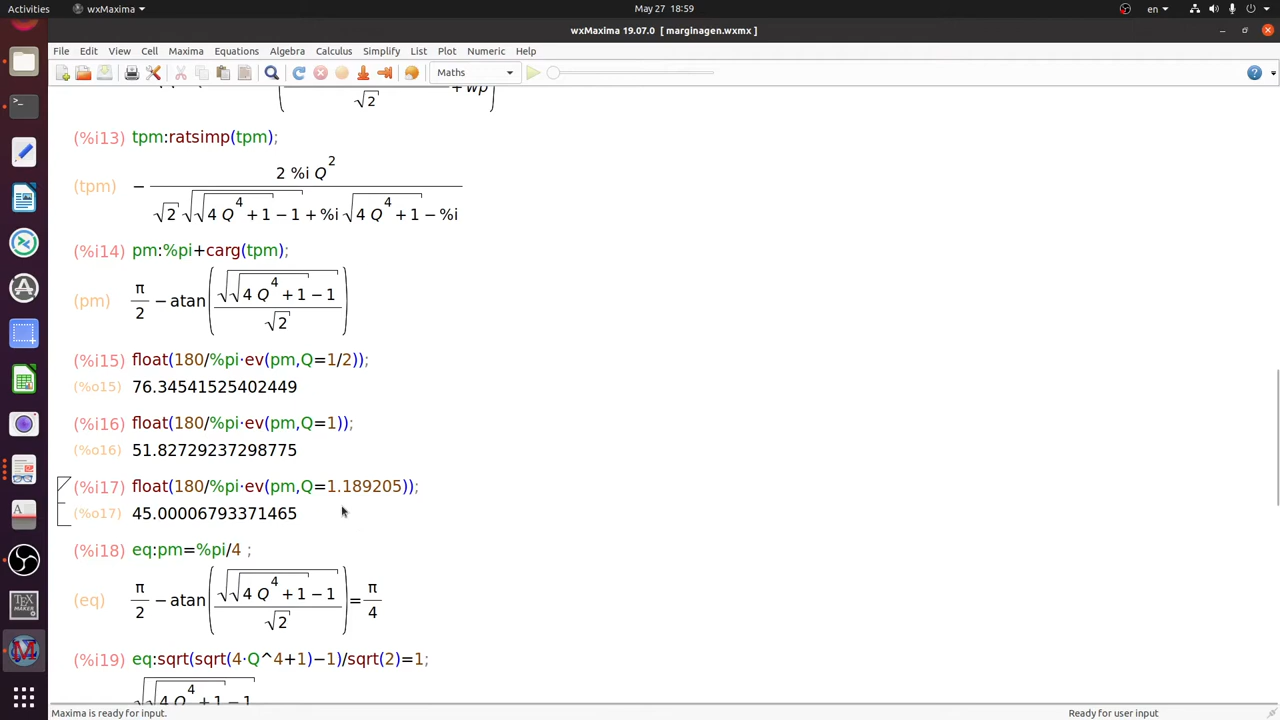 Activities wxMaxima May 27 18:59 en
wxMaxima 19.07.0 [ marginagen.wxmx ]
File Edit View Cell Maxima Equations Algebra Calculus Simplify List Plot Numeric Help
Maths
√2 + wp
(%i13) tpm:ratsimp(tpm);
(tpm) − 2 %i Q^2 / (√2 √(√(4 Q^4+1)−1)+%i √(4 Q^4+1)−%i)
(%i14) pm:%pi+carg(tpm);
(pm) π/2 − atan(√(√(4 Q^4+1)−1)/√2)
(%i15) float(180/%pi·ev(pm,Q=1/2));
(%o15) 76.34541525402449
(%i16) float(180/%pi·ev(pm,Q=1));
(%o16) 51.82729237298775
(%i17) float(180/%pi·ev(pm,Q=1.189205));
(%o17) 45.00006793371465
(%i18) eq:pm=%pi/4 ;
(eq) π/2 − atan(√(√(4 Q^4+1)−1)/√2)=π/4
(%i19) eq:sqrt(sqrt(4·Q^4+1)−1)/sqrt(2)=1;
√(√(4 Q^4+1)−1)
Maxima is ready for input. Ready for user input